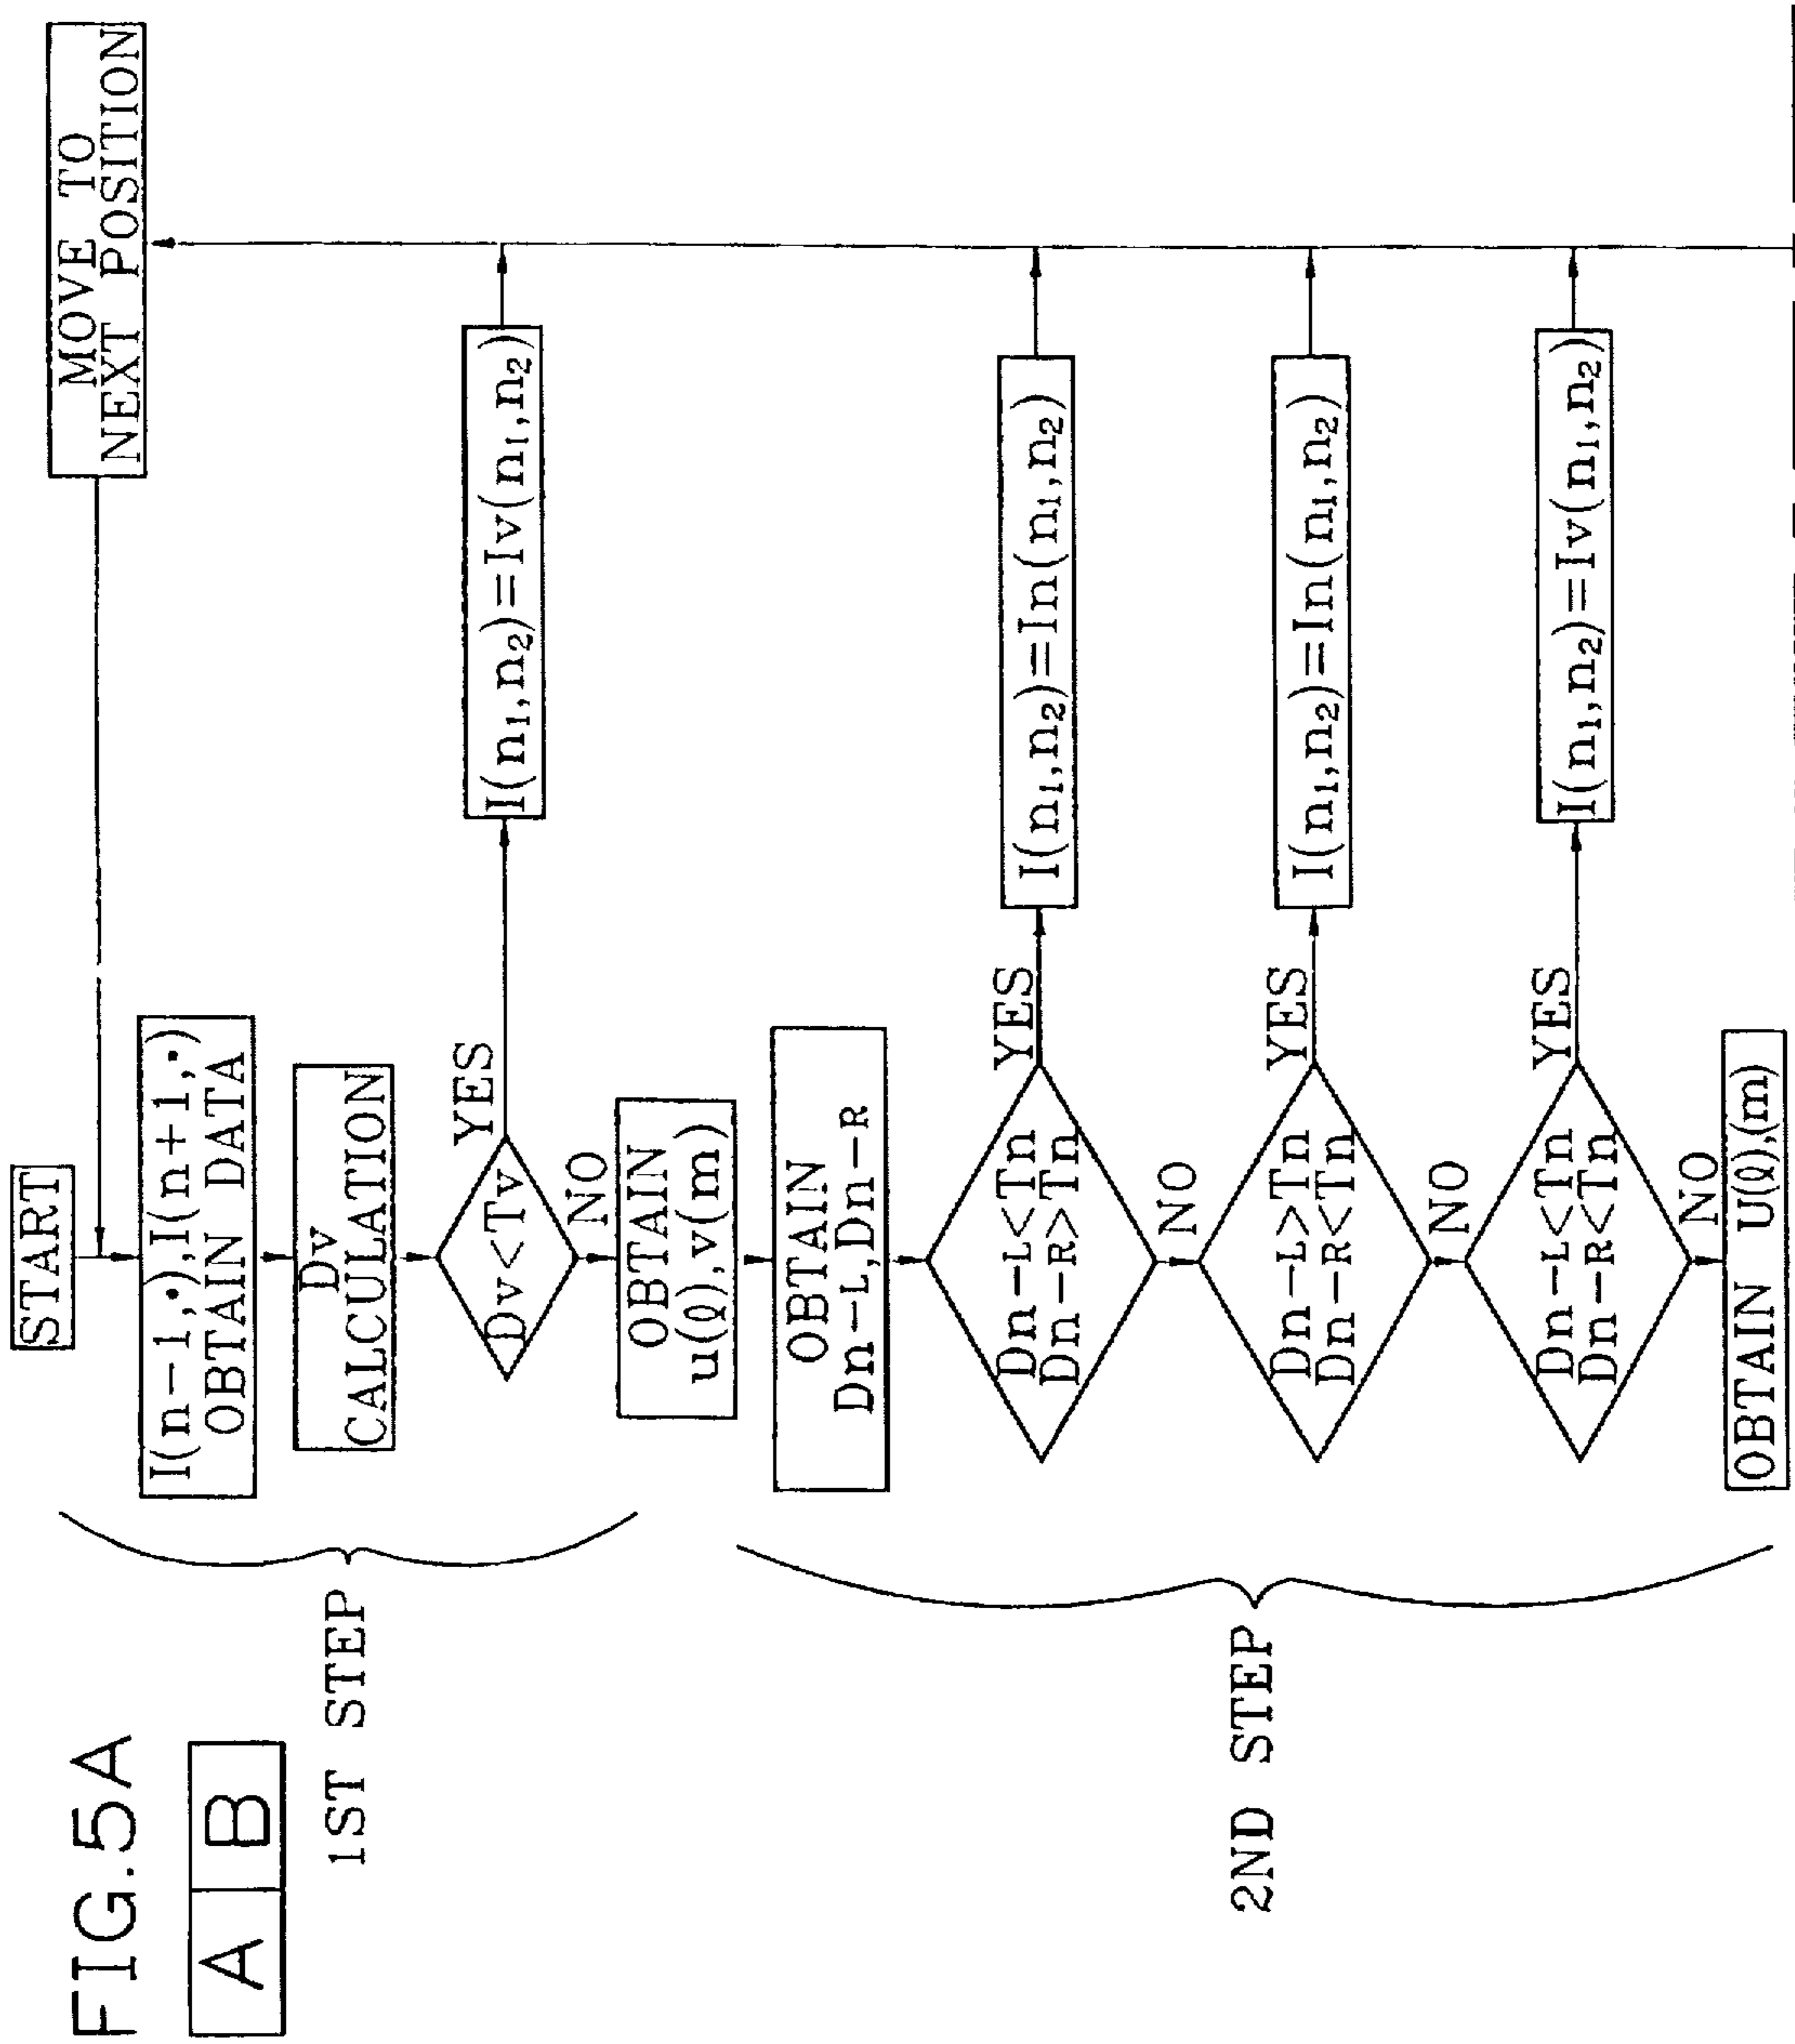 FIG.5A
A B
1ST STEP
2ND STEP
START
MOVE TO
NEXT POSITION
I(n-1,•),I(n+1,•)
OBTAIN DATA
Dv
CALCULATION
Dv<Tv
YES
I(n1,n2)=Iv(n1,n2)
NO
OBTAIN
u(ℓ),v(m)
OBTAIN
Dn-L,Dn-R
Dn-L<Tn
Dn-R>Tn
YES
I(n1,n2)=In(n1,n2)
NO
Dn-L>Tn
Dn-R<Tn
YES
I(n1,n2)=In(n1,n2)
NO
Dn-L<Tn
Dn-R<Tn
YES
I(n1,n2)=Iv(n1,n2)
NO
OBTAIN U(ℓ),(m)